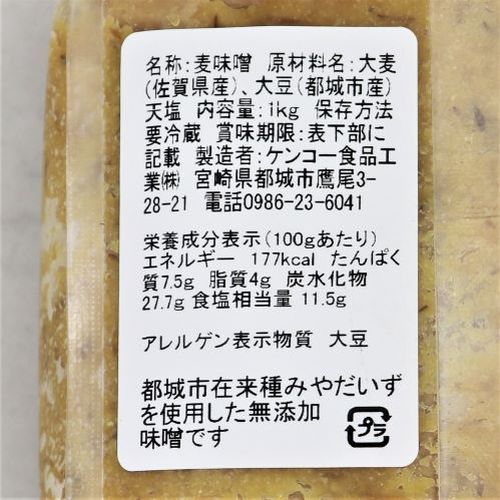 名称:麦味噌 原材料名:大麦
(佐賀県産)、大豆(都城市産)
天塩 内容量:1kg 保存方法
要冷蔵 賞味期限:表下部に
記載 製造者:ケンコー食品工
業㈱ 宮崎県都城市鷹尾3-
28-21 電話0986-23-6041
栄養成分表示(100gあたり)
エネルギー 177kcal たんぱく
質7.5g 脂質4g 炭水化物
27.7g 食塩相当量 11.5g
アレルゲン表示物質 大豆
都城市在来種みやだいず
を使用した無添加
味噌です
プラ